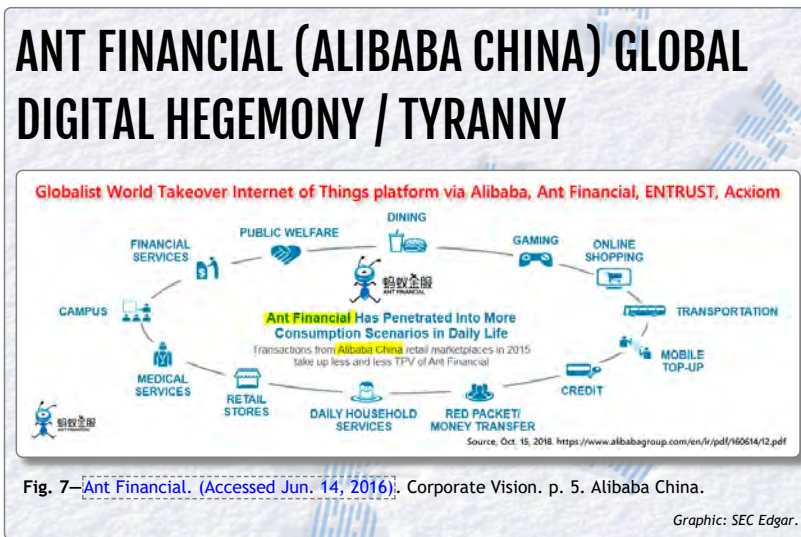 ANT FINANCIAL (ALIBABA CHINA) GLOBAL
DIGITAL HEGEMONY / TYRANNY
Globalist World Takeover Internet of Things platform via Alibaba, Ant Financial, ENTRUST, Acxiom
DINING
PUBLIC WELFARE
GAMING
FINANCIAL
SERVICES
ONLINE
SHOPPING
蚂蚁金服
ANT FINANCIAL
CAMPUS
TRANSPORTATION
Ant Financial Has Penetrated Into More
Consumption Scenarios in Daily Life
Transactions from Alibaba China retail marketplaces in 2015
take up less and less TPV of Ant Financial
MOBILE
TOP-UP
MEDICAL
SERVICES
CREDIT
RETAIL
STORES
DAILY HOUSEHOLD
SERVICES
RED PACKET/
MONEY TRANSFER
蚂蚁金服
ANT FINANCIAL
Source, Oct. 15, 2018. https://www.alibabagroup.com/en/ir/pdf/160614/12.pdf
Fig. 7—Ant Financial. (Accessed Jun. 14, 2016). Corporate Vision. p. 5. Alibaba China.
Graphic: SEC Edgar.